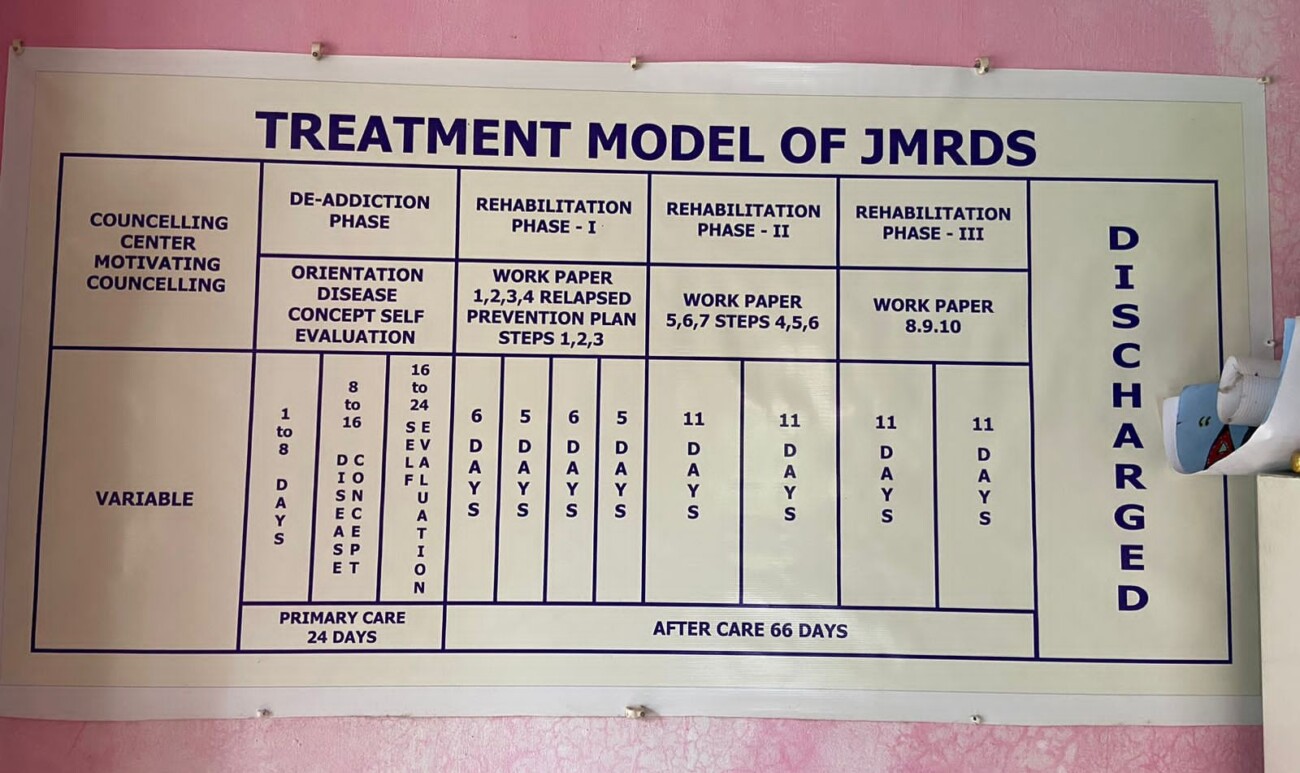 TREATMENT MODEL OF JMRDS
COUNCELLING
CENTER
MOTIVATING
COUNCELLING
DE-ADDICTION
PHASE
REHABILITATION
PHASE - I
REHABILITATION
PHASE - II
REHABILITATION
PHASE - III
ORIENTATION
DISEASE
CONCEPT SELF
EVALUATION
WORK PAPER
1,2,3,4 RELAPSED
PREVENTION PLAN
STEPS 1,2,3
WORK PAPER
5,6,7 STEPS 4,5,6
WORK PAPER
8.9.10
VARIABLE
1
to
8
DAYS
8
to
16
DISEASE
CONCEPT
16
to
24
SELF
EVALUATION
6
DAYS
5
DAYS
6
DAYS
5
DAYS
11
DAYS
11
DAYS
11
DAYS
11
DAYS
PRIMARY CARE
24 DAYS
AFTER CARE 66 DAYS
DISCHARGED